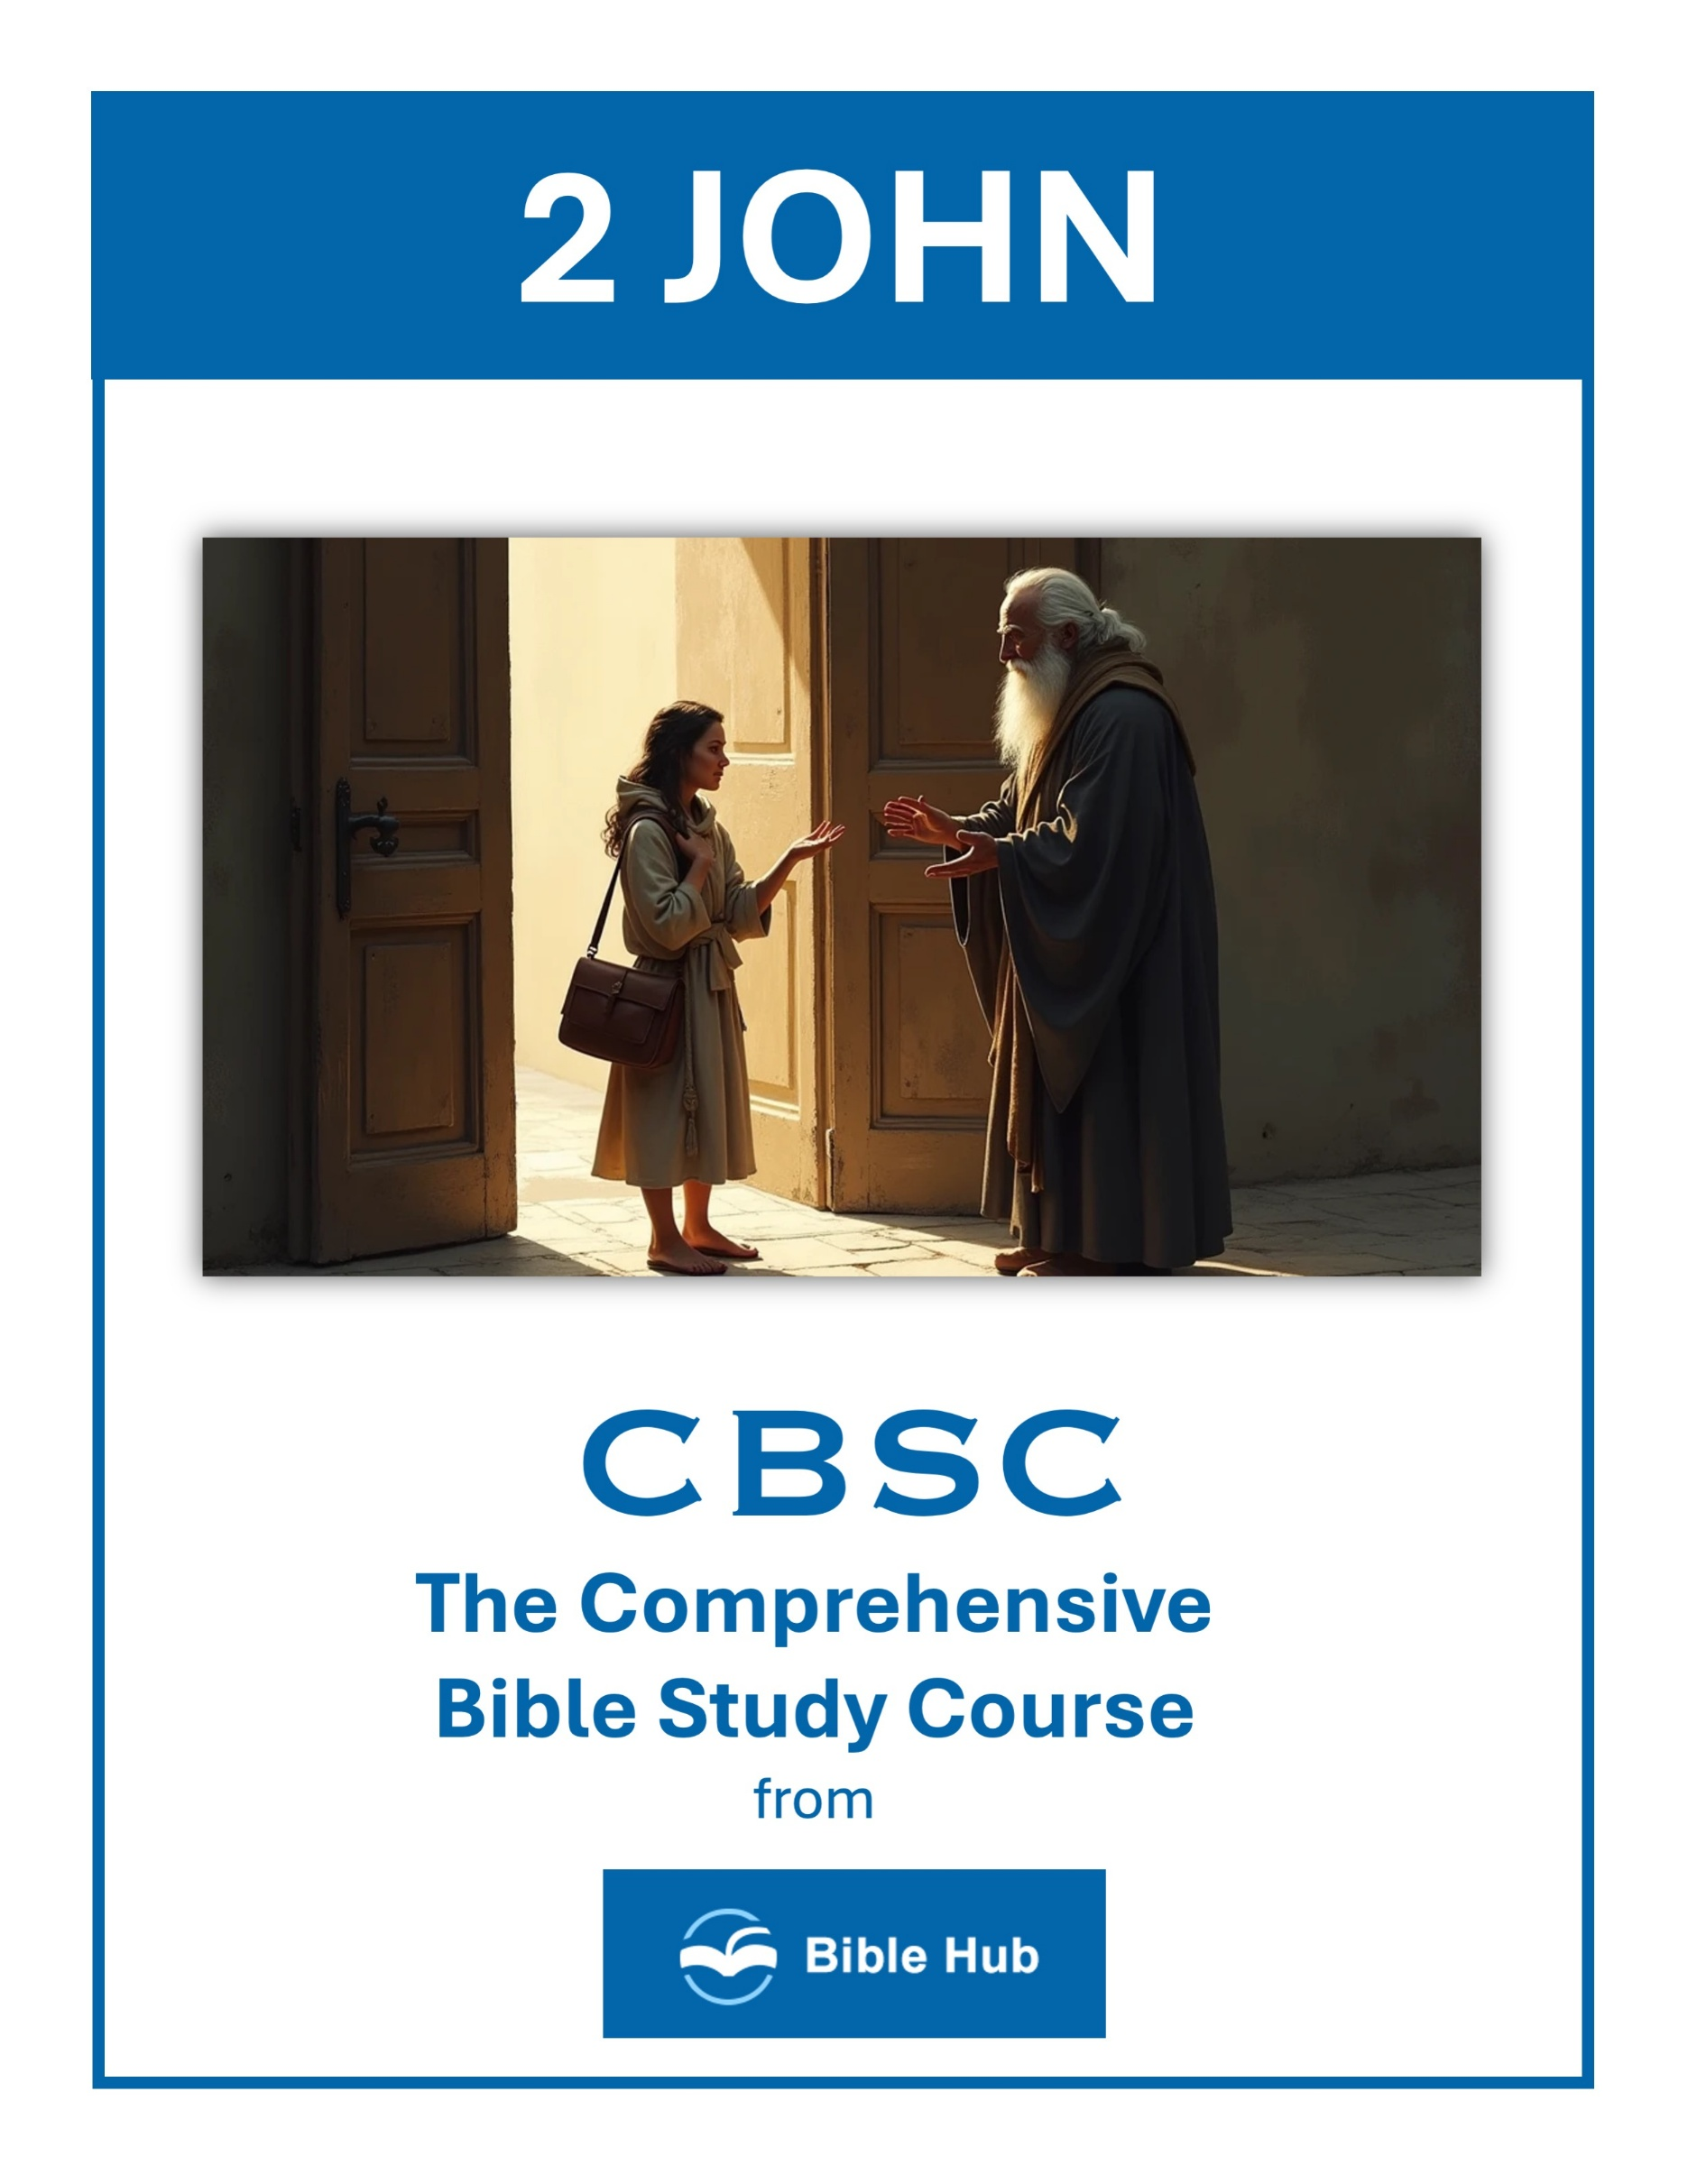 2 JOHN
CBSC
The Comprehensive
Bible Study Course
from
Bible Hub